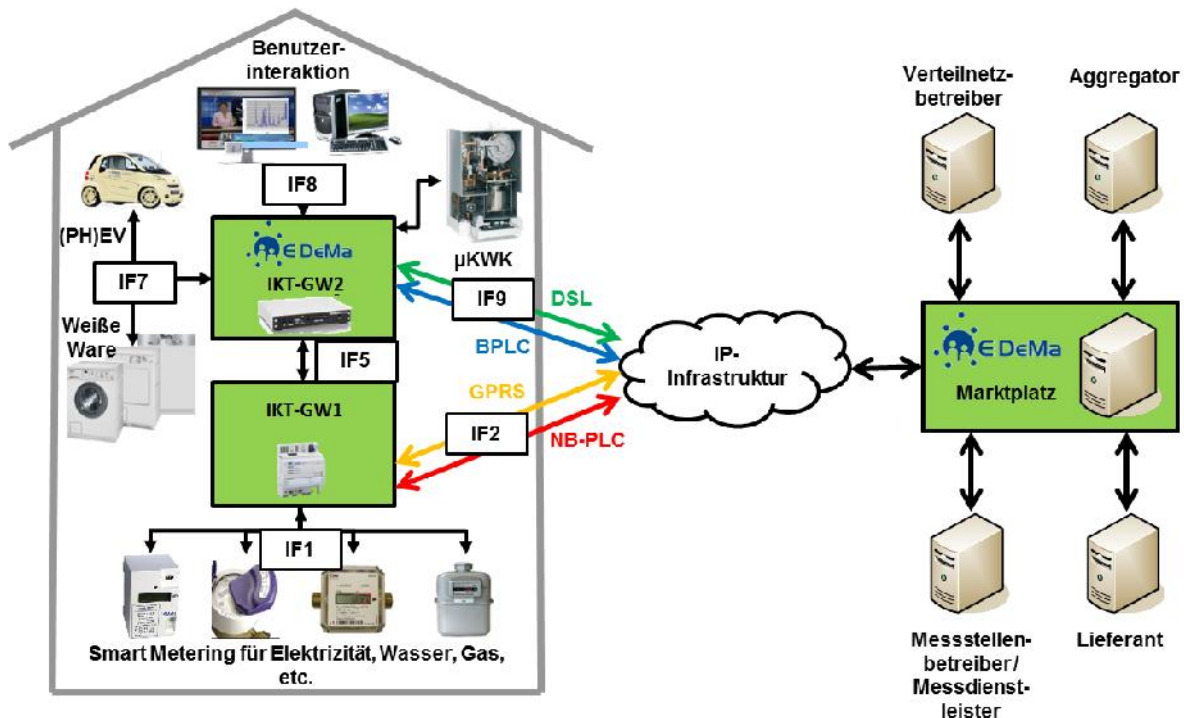 Benutzer-
interaktion
IF8
(PH)EV
IF7
Weiße
Ware
E DeMa
IKT-GW2
µKWK
IF9
DSL
BPLC
IF5
IKT-GW1
GPRS
IF2
NB-PLC
IF1
Smart Metering für Elektrizität, Wasser, Gas,
etc.
IP-
Infrastruktur
Verteilnetz-
betreiber
Aggregator
E DeMa
Marktplatz
Messstellen-
betreiber/
Messdienst-
leister
Lieferant